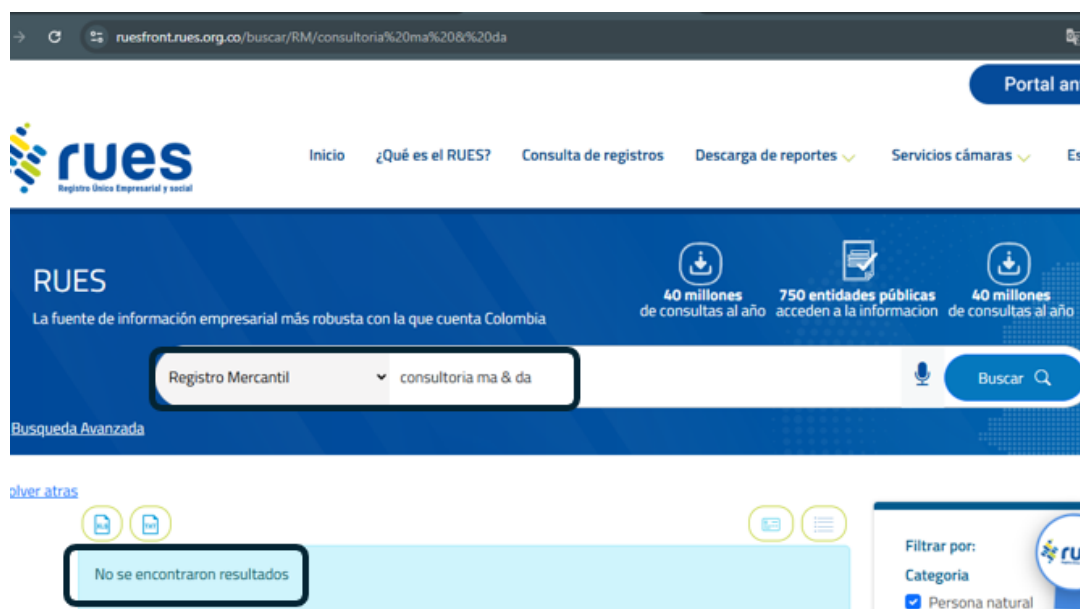 ruesfront.rues.org.co/buscar/RM/consultoria%20ma%20&%20da
Portal an
rues
Registro Único Empresarial y social
Inicio ¿Qué es el RUES? Consulta de registros Descarga de reportes Servicios cámaras Es
RUES
La fuente de información empresarial más robusta con la que cuenta Colombia
40 millones
de consultas al año
750 entidades públicas
acceden a la informacion
40 millones
de consultas al año
Registro Mercantil
consultoria ma & da
Buscar
Busqueda Avanzada
olver atras
No se encontraron resultados
Filtrar por:
Categoria
Persona natural